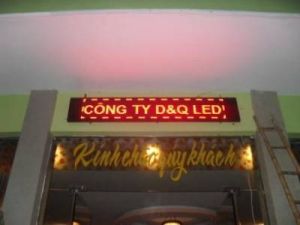 CÔNG TY D&Q LED
Kính chào quý khách